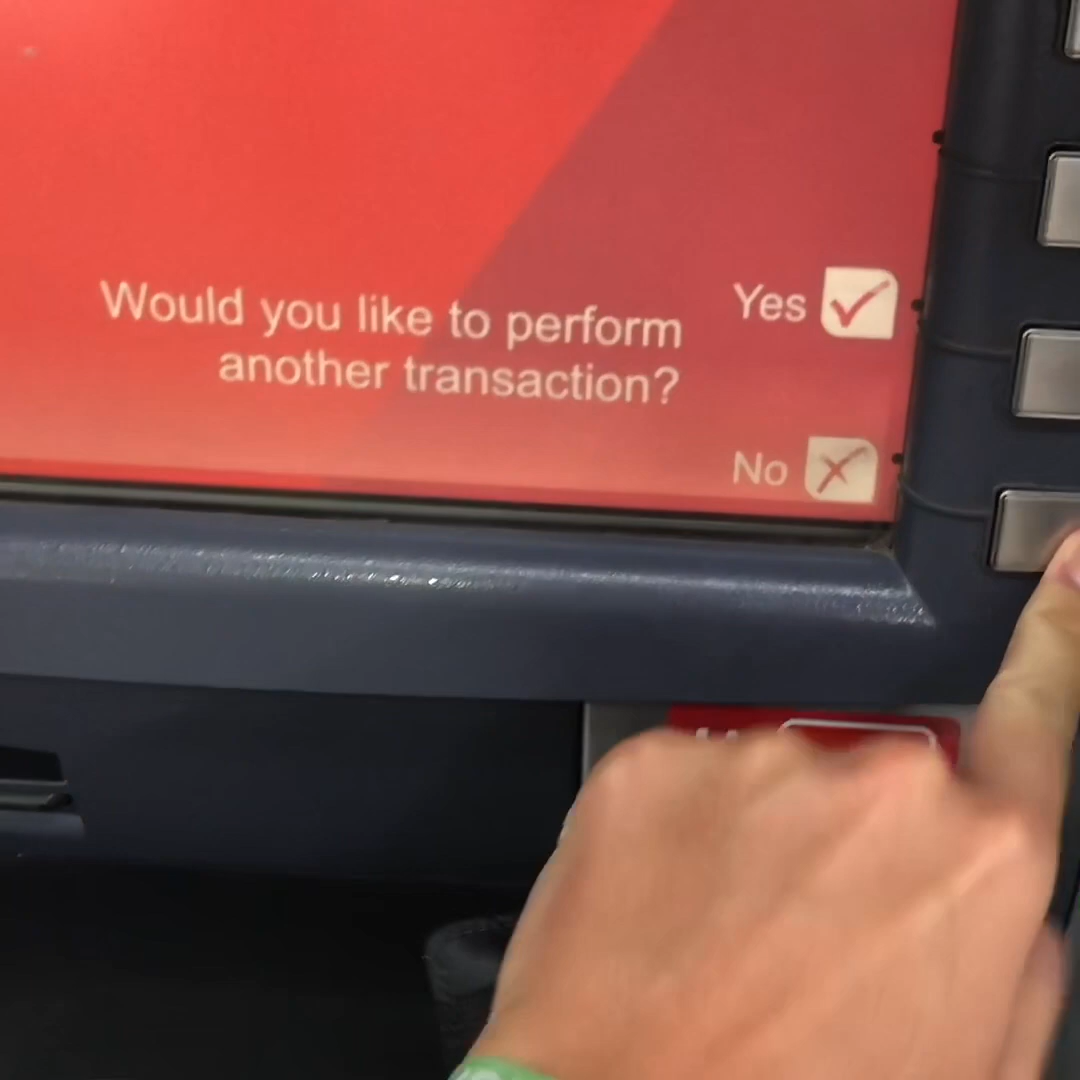 Would you like to perform
another transaction?
Yes
No